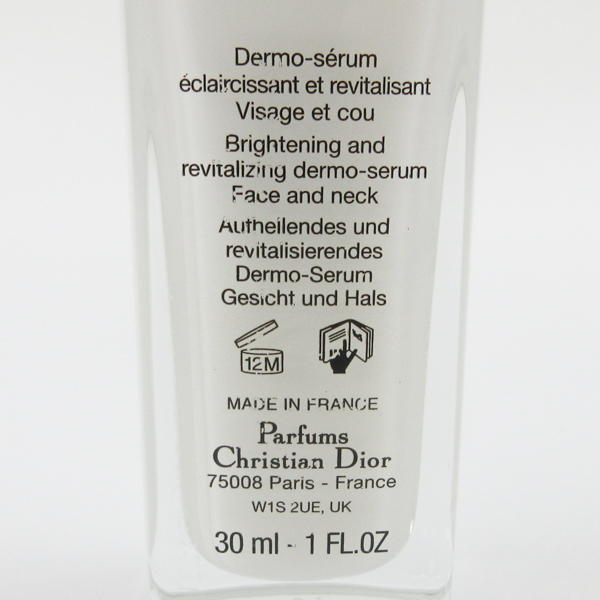 Dermo-sérum
éclaircissant et revitalisant
Visage et cou
Brightening and
revitalizing dermo-serum
Face and neck
Aufhellendes und
revitalisierendes
Dermo-Serum
Gesicht und Hals
12M
MADE IN FRANCE
Parfums
Christian Dior
75008 Paris - France
W1S 2UE, UK
30 ml - 1 FL.OZ